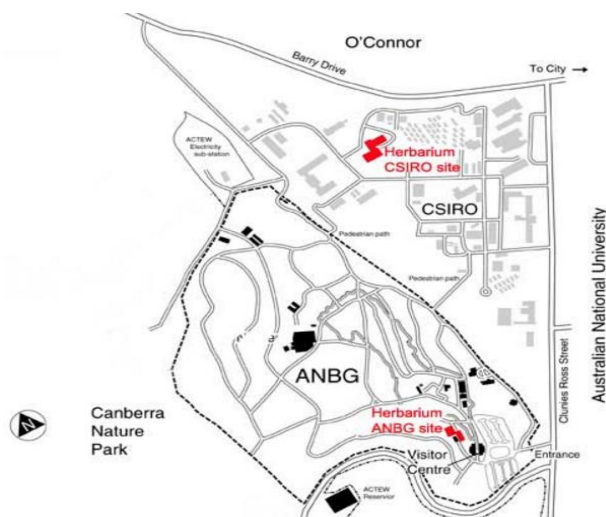 O'Connor
Barry Drive
To City
ACTEW
Electricity
sub-station
Herbarium
CSIRO site
CSIRO
Pedestrian path
Pedestrian path
Australian National University
Clunies Ross Street
ANBG
Herbarium
ANBG site
Canberra
Nature
Park
N
Visitor
Centre
Entrance
ACTEW
Reservior